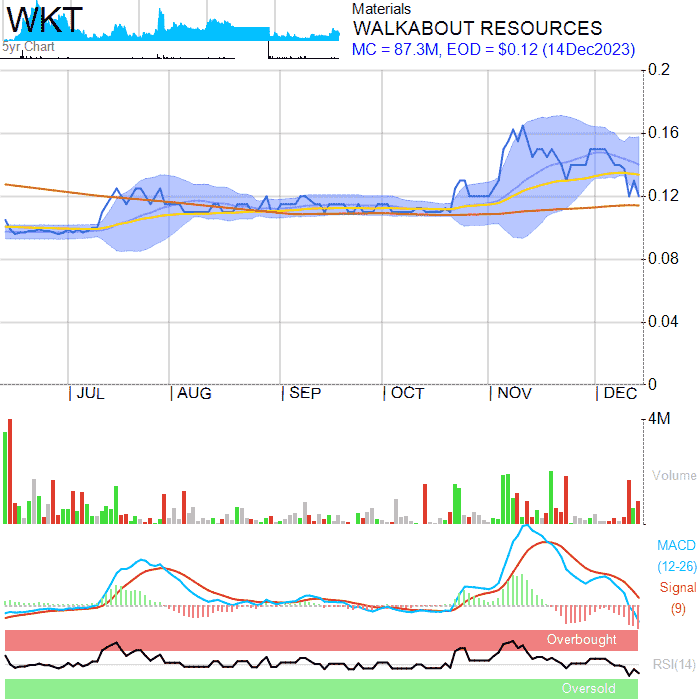 WKT
5yr Chart
Materials
WALKABOUT RESOURCES
MC = 87.3M, EOD = $0.12 (14Dec2023)
0.2
0.16
0.12
0.08
0.04
0
| JUL | AUG | SEP | OCT | NOV | DEC
4M
Volume
MACD
(12-26)
Signal
(9)
Overbought
RSI(14)
Oversold